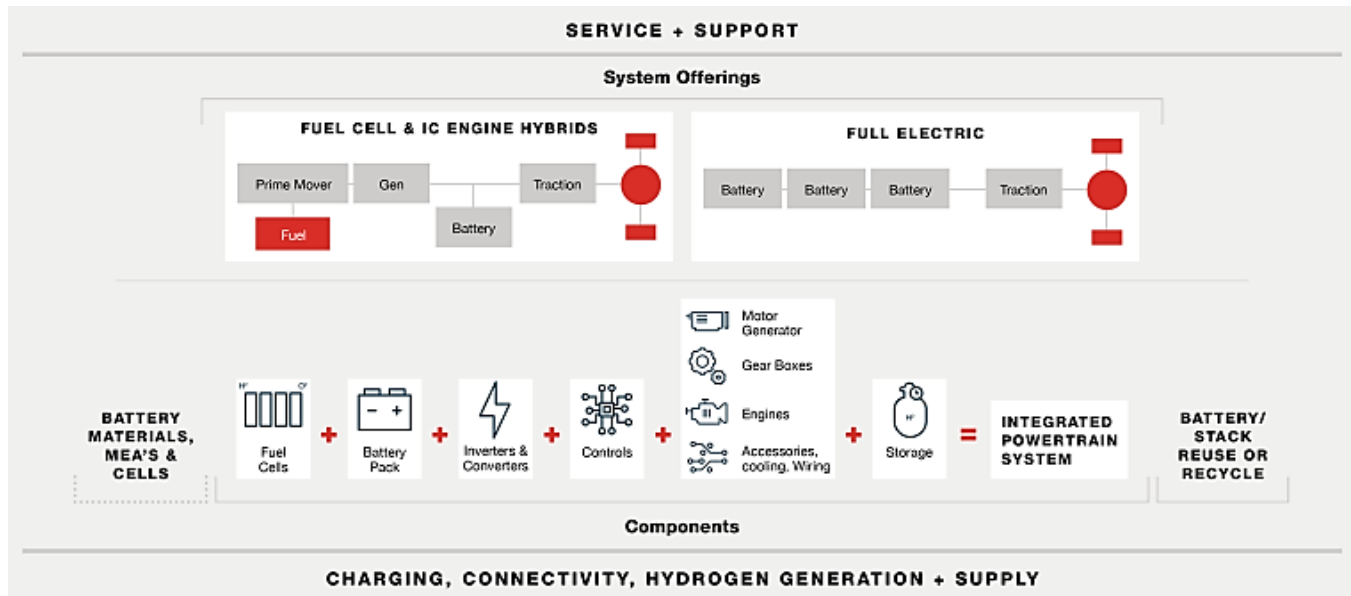 SERVICE + SUPPORT
System Offerings
FUEL CELL & IC ENGINE HYBRIDS
Prime Mover
Gen
Traction
Fuel
Battery
FULL ELECTRIC
Battery
Battery
Battery
Traction
BATTERY
MATERIALS,
MEA'S &
CELLS
H⁺
O⁺
Fuel
Cells
+
- +
Battery
Pack
+
Inverters &
Converters
+
Controls
+
Motor
Generator
Gear Boxes
Engines
Accessories,
cooling, Wiring
+
H⁺
Storage
=
INTEGRATED
POWERTRAIN
SYSTEM
BATTERY/
STACK
REUSE OR
RECYCLE
Components
CHARGING, CONNECTIVITY, HYDROGEN GENERATION + SUPPLY